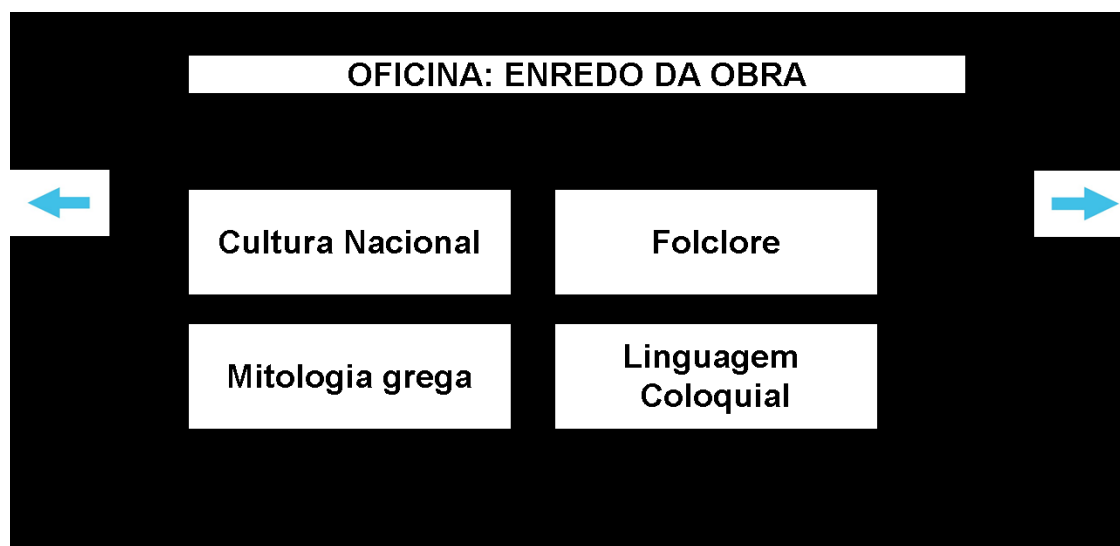 OFICINA: ENREDO DA OBRA
Cultura Nacional
Folclore
Mitologia grega
Linguagem
Coloquial